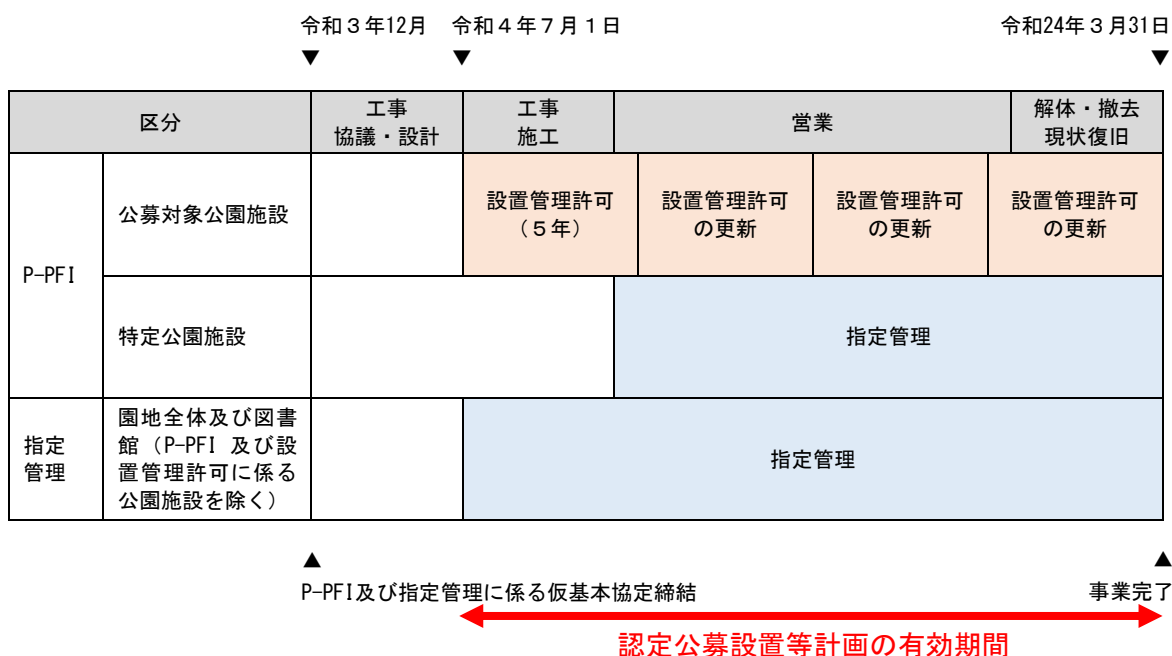 令和３年12月 令和４年７月１日 令和24年３月31日
▼ ▼ ▼
区分
工事
協議・設計
工事
施工
営業
解体・撤去
現状復旧
P-PFI
公募対象公園施設
設置管理許可
（５年）
設置管理許可
の更新
設置管理許可
の更新
設置管理許可
の更新
特定公園施設
指定管理
指定
管理
園地全体及び図書
館（P-PFI 及び設
置管理許可に係る
公園施設を除く）
指定管理
▲ ▲
P-PFI及び指定管理に係る仮基本協定締結 事業完了
認定公募設置等計画の有効期間